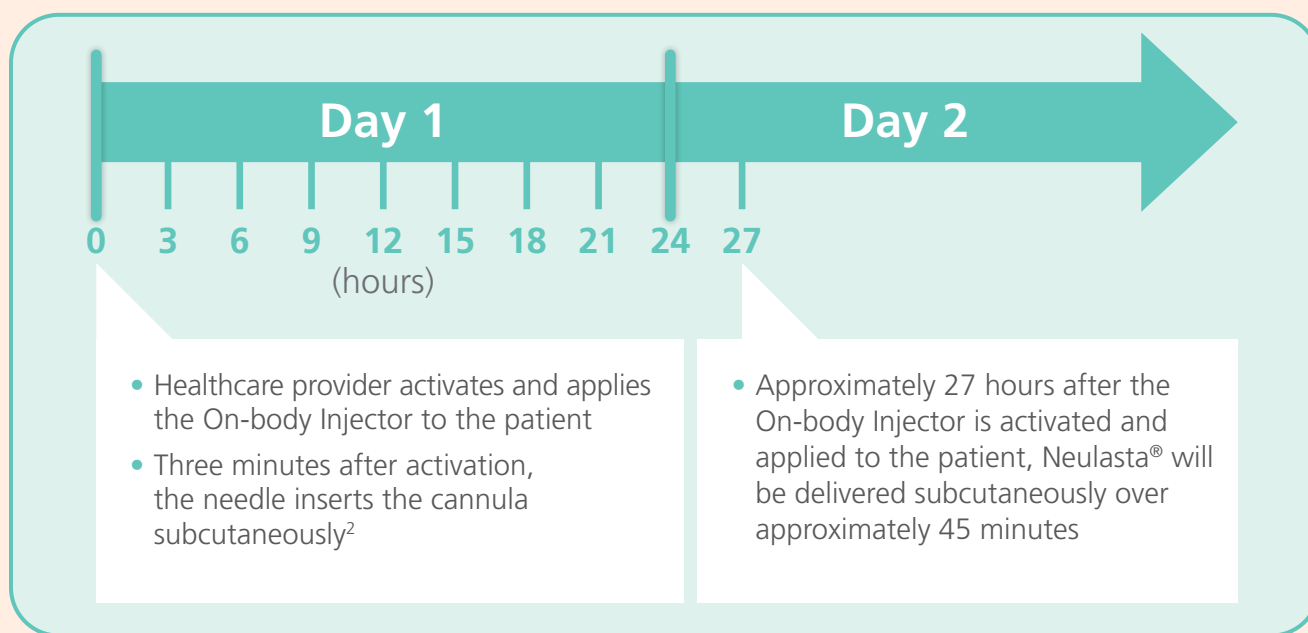 Day 1
Day 2
0 3 6 9 12 15 18 21 24 27
(hours)
• Healthcare provider activates and applies
the On-body Injector to the patient
• Three minutes after activation,
the needle inserts the cannula
subcutaneously²
• Approximately 27 hours after the
On-body Injector is activated and
applied to the patient, Neulasta® will
be delivered subcutaneously over
approximately 45 minutes